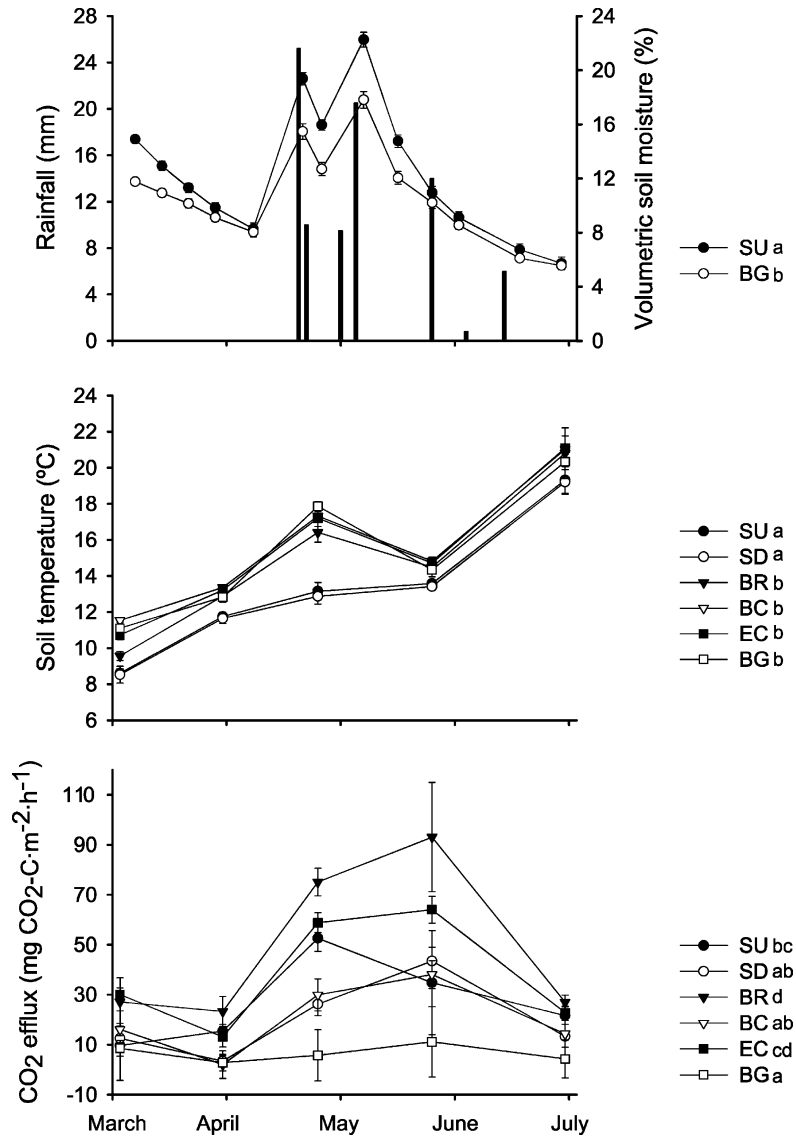 28
24
20
16
12
8
4
0
Rainfall (mm)
24
20
16
12
8
4
0
Volumetric soil moisture (%)
SU a
BG b
24
22
20
18
16
14
12
10
8
6
Soil temperature (ºC)
SU a
SD a
BR b
BC b
EC b
BG b
110
90
70
50
30
10
-10
CO2 efflux (mg CO2-C·m-2·h-1)
SU bc
SD ab
BR d
BC ab
EC cd
BG a
March April May June July